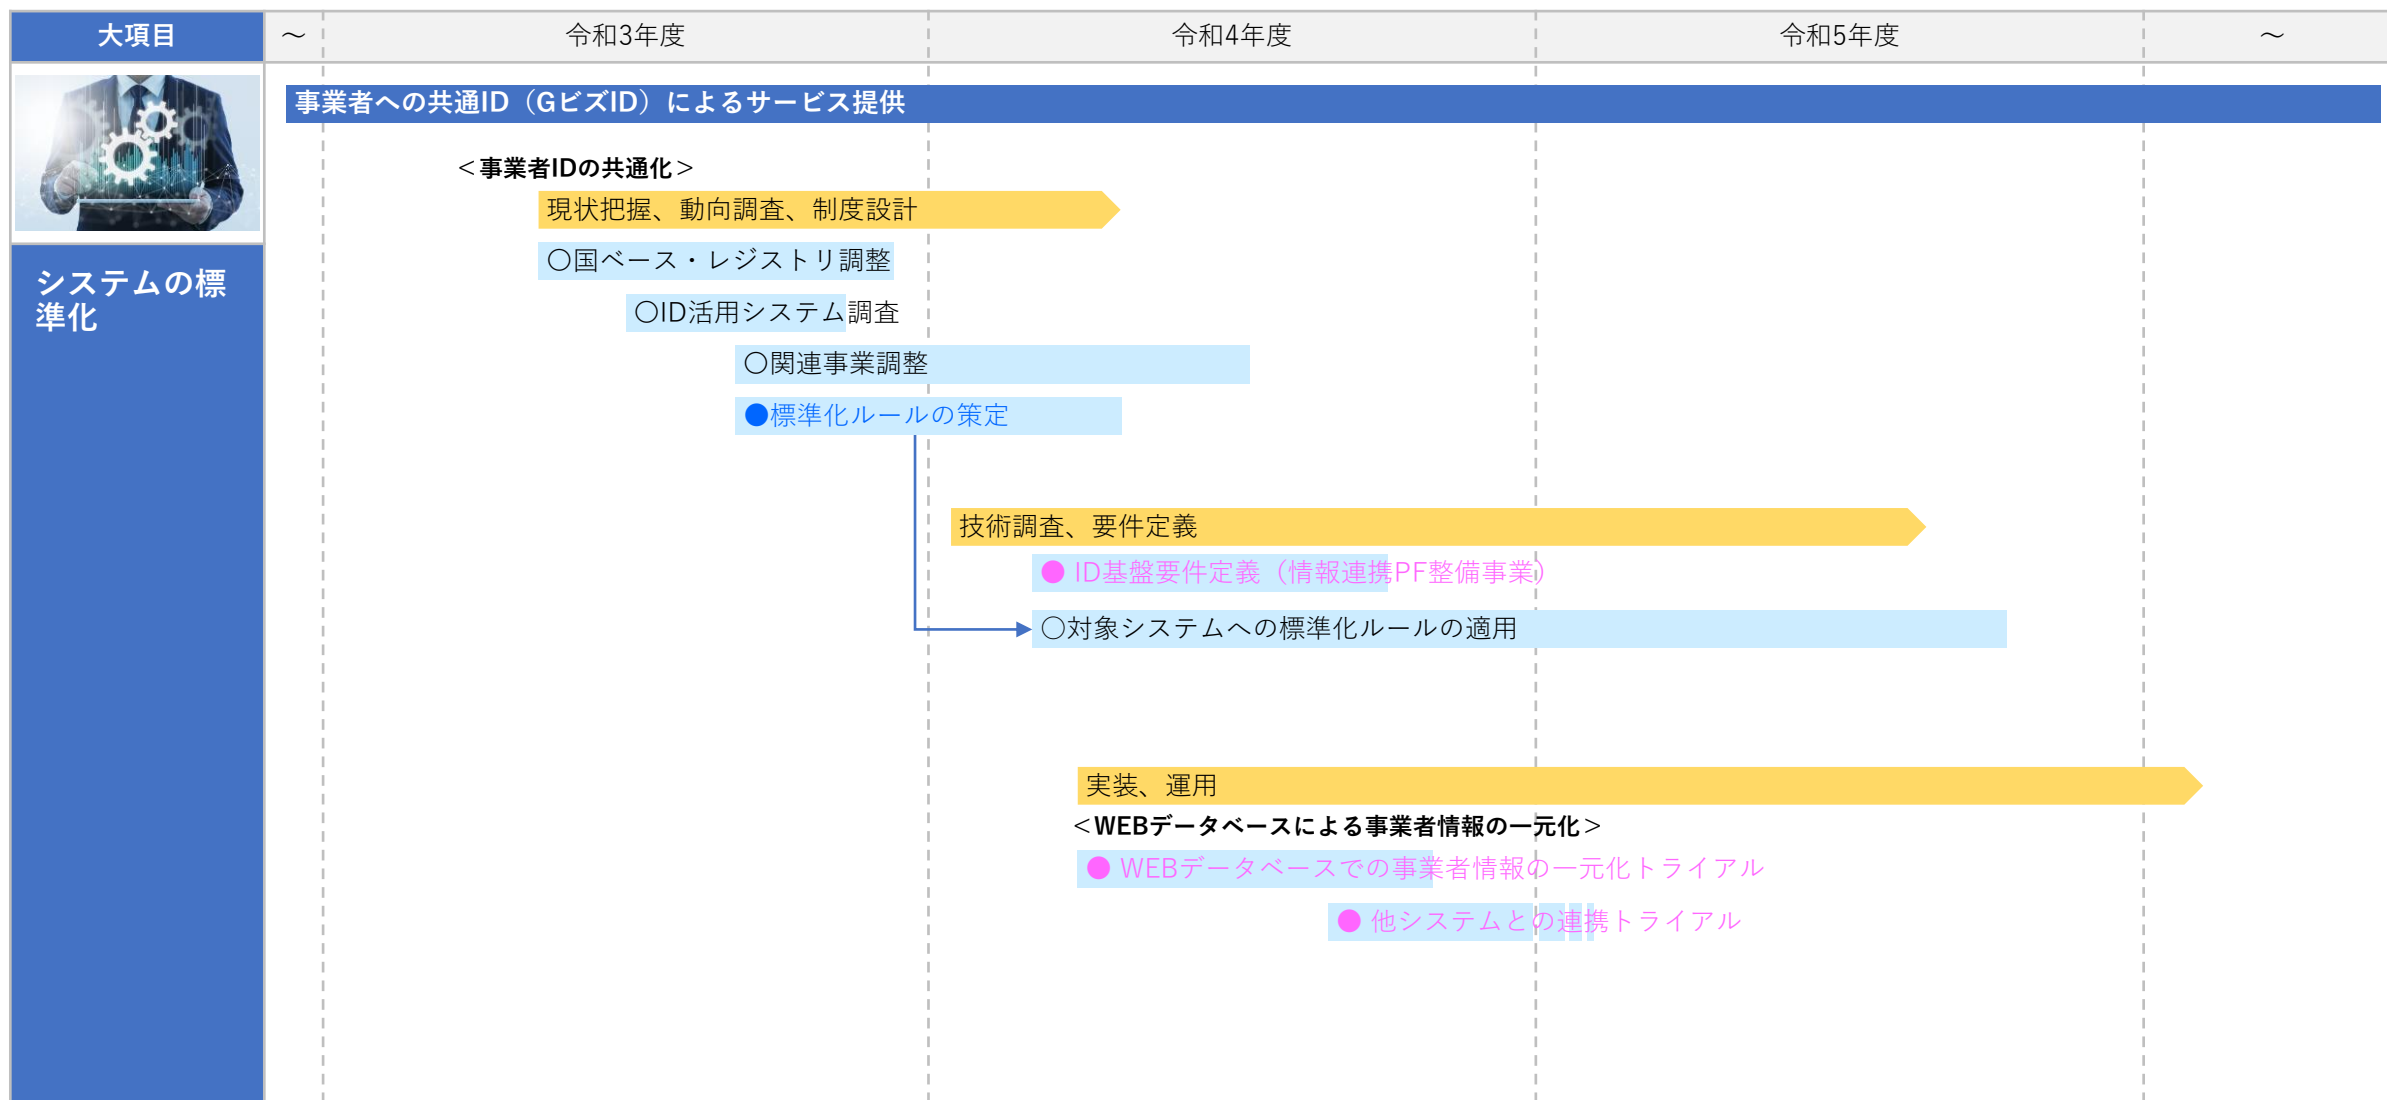 大項目
～
令和3年度
令和4年度
令和5年度
～
事業者への共通ID（GビズID）によるサービス提供
＜事業者IDの共通化＞
現状把握、動向調査、制度設計
〇国ベース・レジストリ調整
〇ID活用システム調査
〇関連事業調整
●標準化ルールの策定
システムの標
準化
技術調査、要件定義
● ID基盤要件定義（情報連携PF整備事業）
〇対象システムへの標準化ルールの適用
実装、運用
＜WEBデータベースによる事業者情報の一元化＞
● WEBデータベースでの事業者情報の一元化トライアル
● 他システムとの連携トライアル